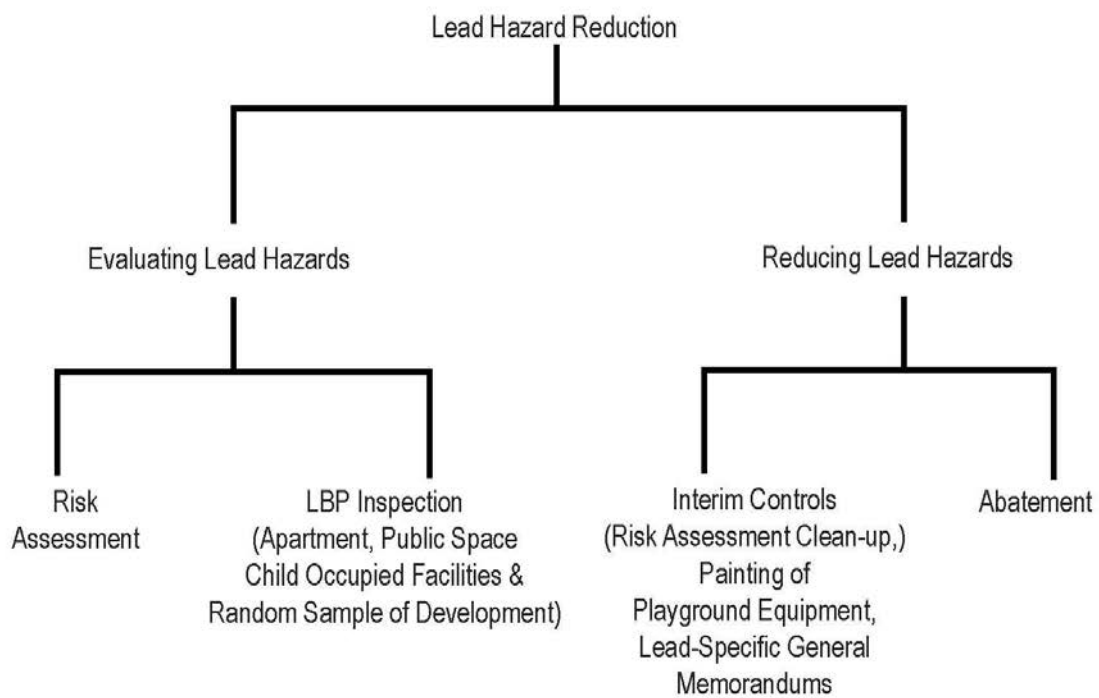 Lead Hazard Reduction
Evaluating Lead Hazards
Reducing Lead Hazards
Risk
Assessment
LBP Inspection
(Apartment, Public Space
Child Occupied Facilities &
Random Sample of Development)
Interim Controls
(Risk Assessment Clean-up,)
Painting of
Playground Equipment,
Lead-Specific General
Memorandums
Abatement